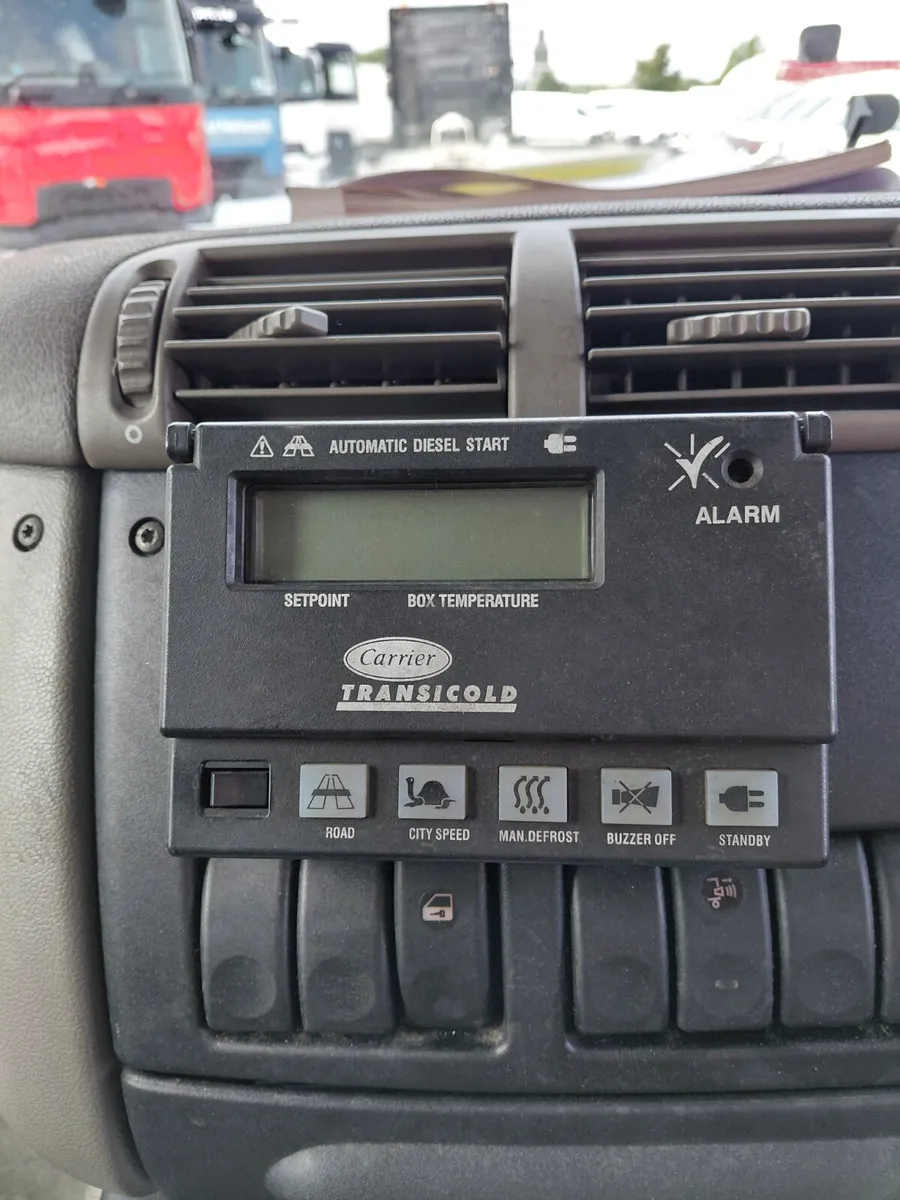 AUTOMATIC DIESEL START
ALARM
SETPOINT BOX TEMPERATURE
Carrier
TRANSICOLD
ROAD CITY SPEED MAN.DEFROST BUZZER OFF STANDBY